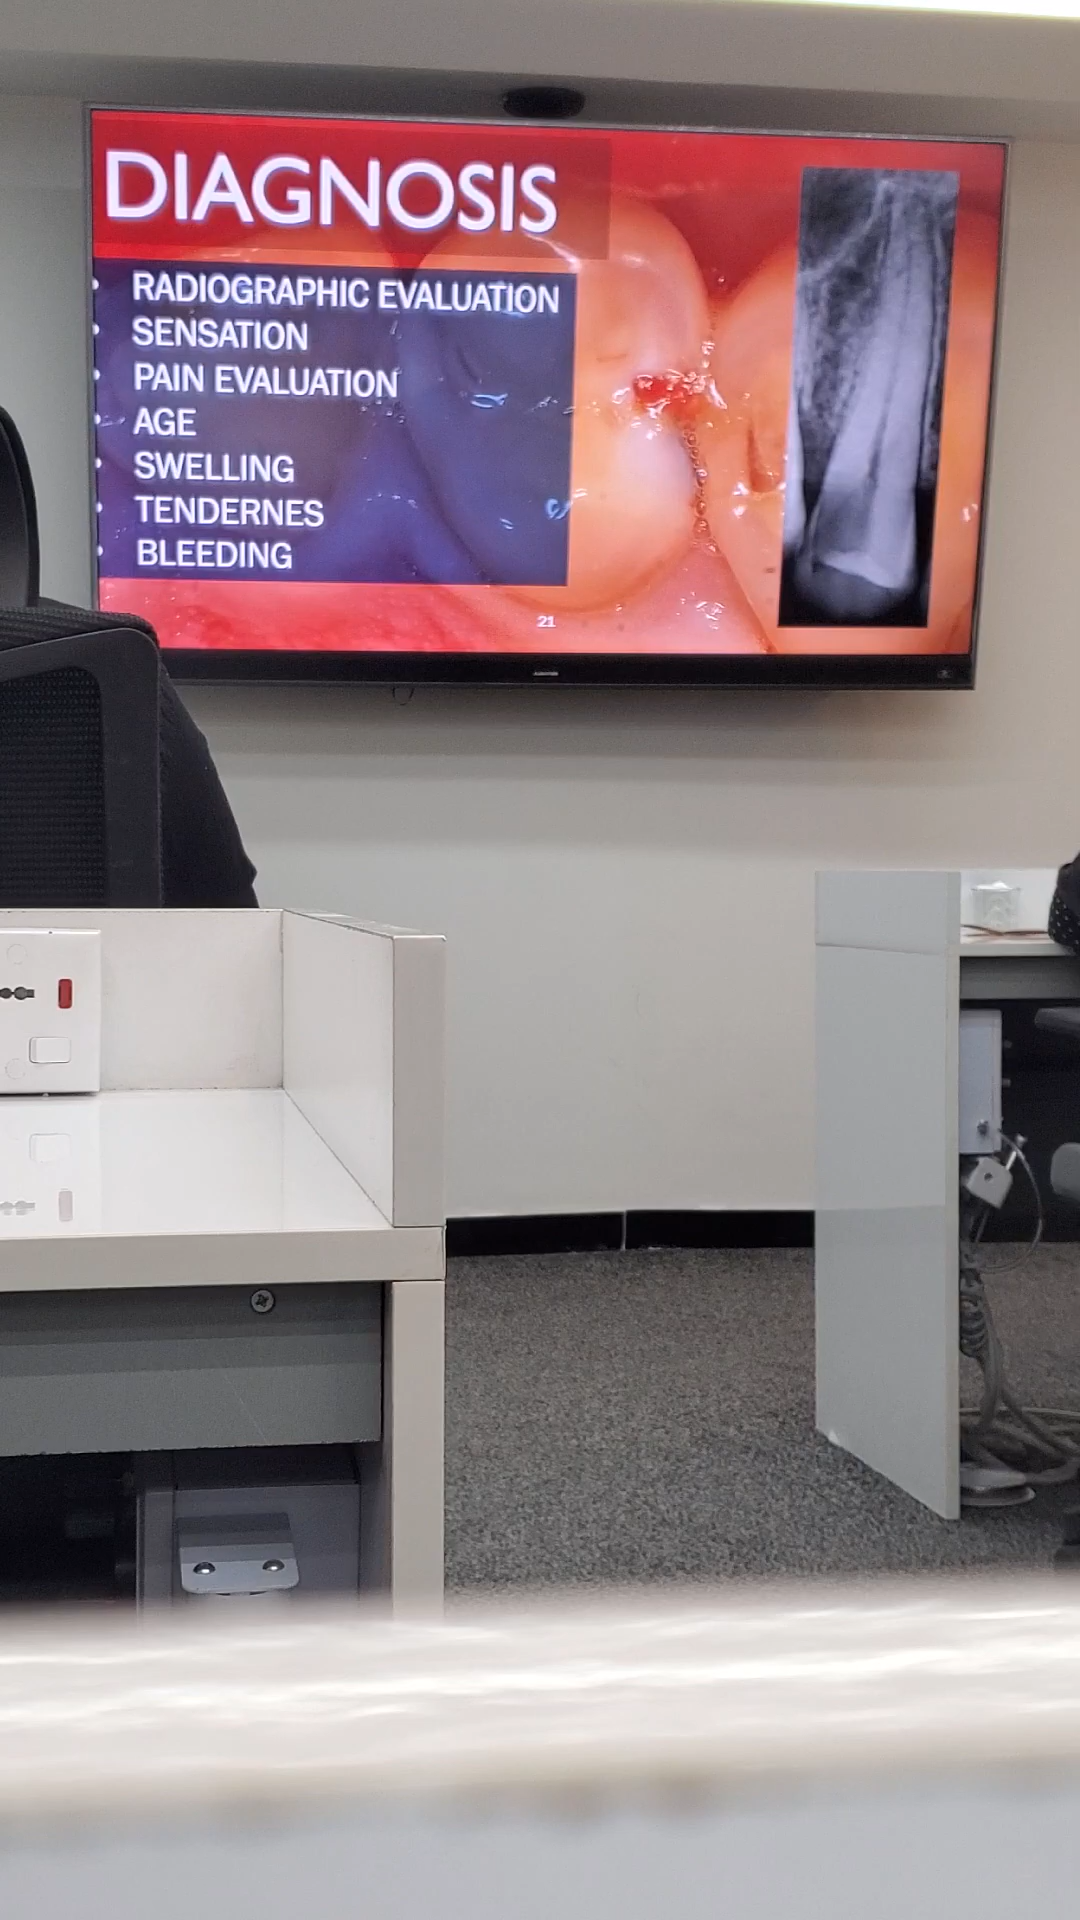 DIAGNOSIS
• RADIOGRAPHIC EVALUATION
• SENSATION
• PAIN EVALUATION
• AGE
• SWELLING
• TENDERNES
• BLEEDING
21